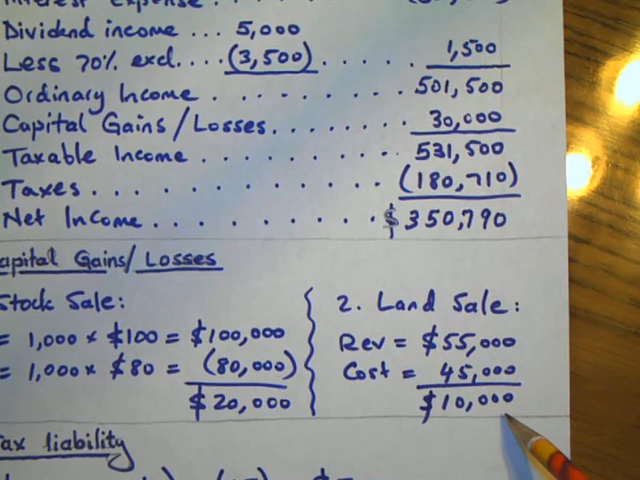 Interest Expense.
Dividend income ... 5,000
Less 70% excl.... (3,500) ..... 1,500
Ordinary Income ......... 501,500
Capital Gains/Losses....... 30,000
Taxable Income .......... 531,500
Taxes............... (180,710)
Net Income .......... $350,790
apital Gains/Losses
Stock Sale:
= 1,000 x $100 = $100,000
= 1,000 x $80 = (80,000)
$20,000
2. Land Sale:
Rev = $55,000
Cost = 45,000
$10,000
ax liability